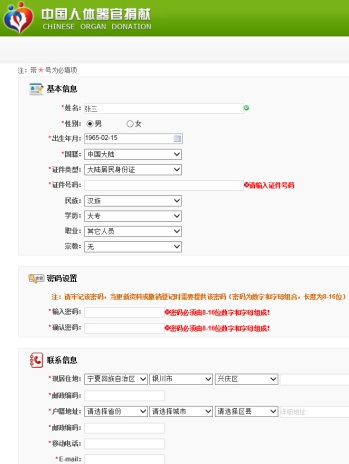 中国人体器官捐献
CHINESE ORGAN DONATION
注：带 * 号为必填项
基本信息
*姓名： 张三
*性别： 男 女
*出生年月： 1965-02-15
*国籍： 中国大陆
*证件类型： 大陆居民身份证
*证件号码： 请输入证件号码
民族： 汉族
学历： 大专
职业： 其它人员
宗教： 无
密码设置
注：请牢记该密码，当更新资料或撤销登记时需要提供该密码（密码为数字和字母组合，长度为8-16位）
*输入密码： 密码必须由8-16位数字和字母组成！
*确认密码： 密码必须由8-16位数字和字母组成！
联系信息
*现居住地： 宁夏回族自治区 银川市 兴庆区
*邮政编码：
*户籍地址： 请选择省份 请选择城市 请选择区县 详细地址
*邮政编码：
*移动电话：
*E-mail：